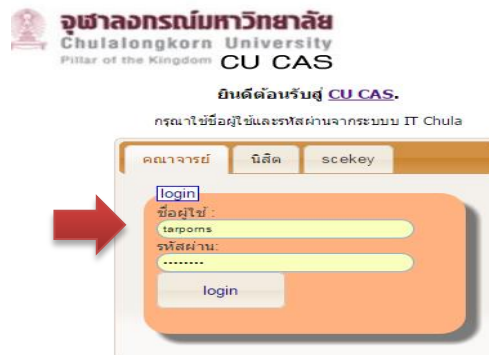 จุฬาลงกรณ์มหาวิทยาลัย
Chulalongkorn University
Pillar of the Kingdom
CU CAS
ยินดีต้อนรับสู่ CU CAS.
กรุณาใช้ชื่อผู้ใช้และรหัสผ่านจากระบบ IT Chula
คณาจารย์ นิสิต scekey
login
ชื่อผู้ใช้ :
tarporns
รหัสผ่าน:
••••••••
login